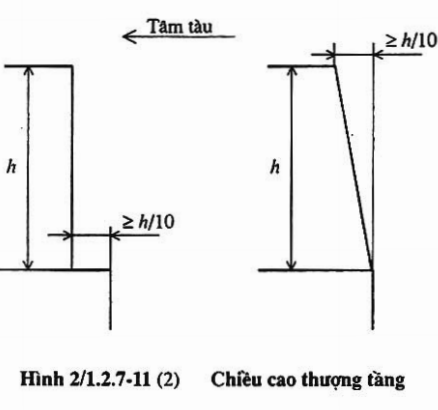 Tâm tàu
≥ h/10
h
h
≥ h/10
Hình 2/1.2.7-11 (2) Chiều cao thượng tầng